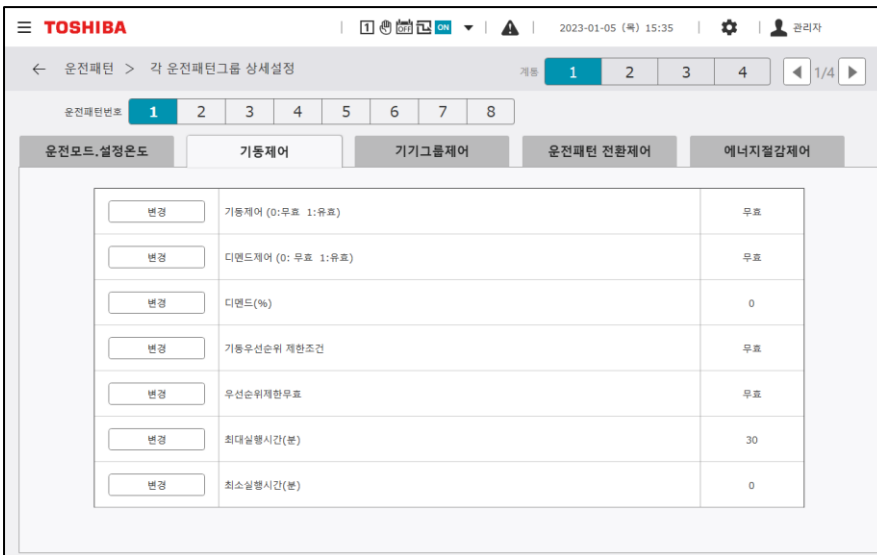 TOSHIBA
1 OFF ON 2023-01-05 (목) 15:35 관리자
운전패턴 > 각 운전패턴그룹 상세설정 계통 1 2 3 4 1/4
운전패턴번호 1 2 3 4 5 6 7 8
운전모드.설정온도 기동제어 기기그룹제어 운전패턴 전환제어 에너지절감제어
변경 기동제어 (0:무효 1:유효) 무효
변경 디멘드제어 (0: 무효 1:유효) 무효
변경 디멘드(%) 0
변경 기동우선순위 제한조건 무효
변경 우선순위제한무효 무효
변경 최대실행시간(분) 30
변경 최소실행시간(분) 0